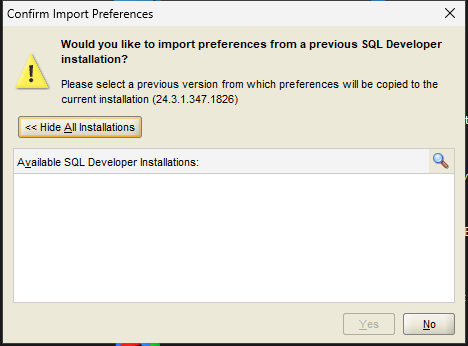 Confirm Import Preferences
Would you like to import preferences from a previous SQL Developer
installation?
Please select a previous version from which preferences will be copied to the
current installation (24.3.1.347.1826)
<< Hide All Installations
Available SQL Developer Installations:
Yes
No